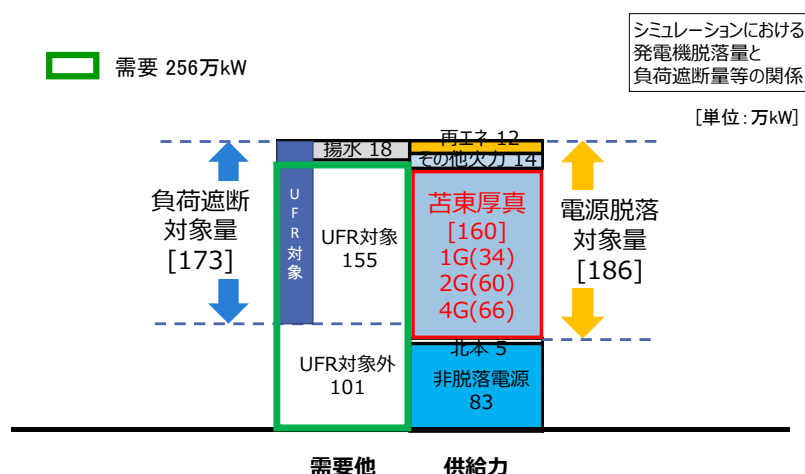 シミュレーションにおける
発電機脱落量と
負荷遮断量等の関係
需要 256万kW
[単位:万kW]
揚水 18
再エネ 12
その他火力 14
負荷遮断
対象量
[173]
UFR対象
UFR対象
155
苫東厚真
[160]
1G(34)
2G(60)
4G(66)
電源脱落
対象量
[186]
UFR対象外
101
北本 5
非脱落電源
83
需要他
供給力